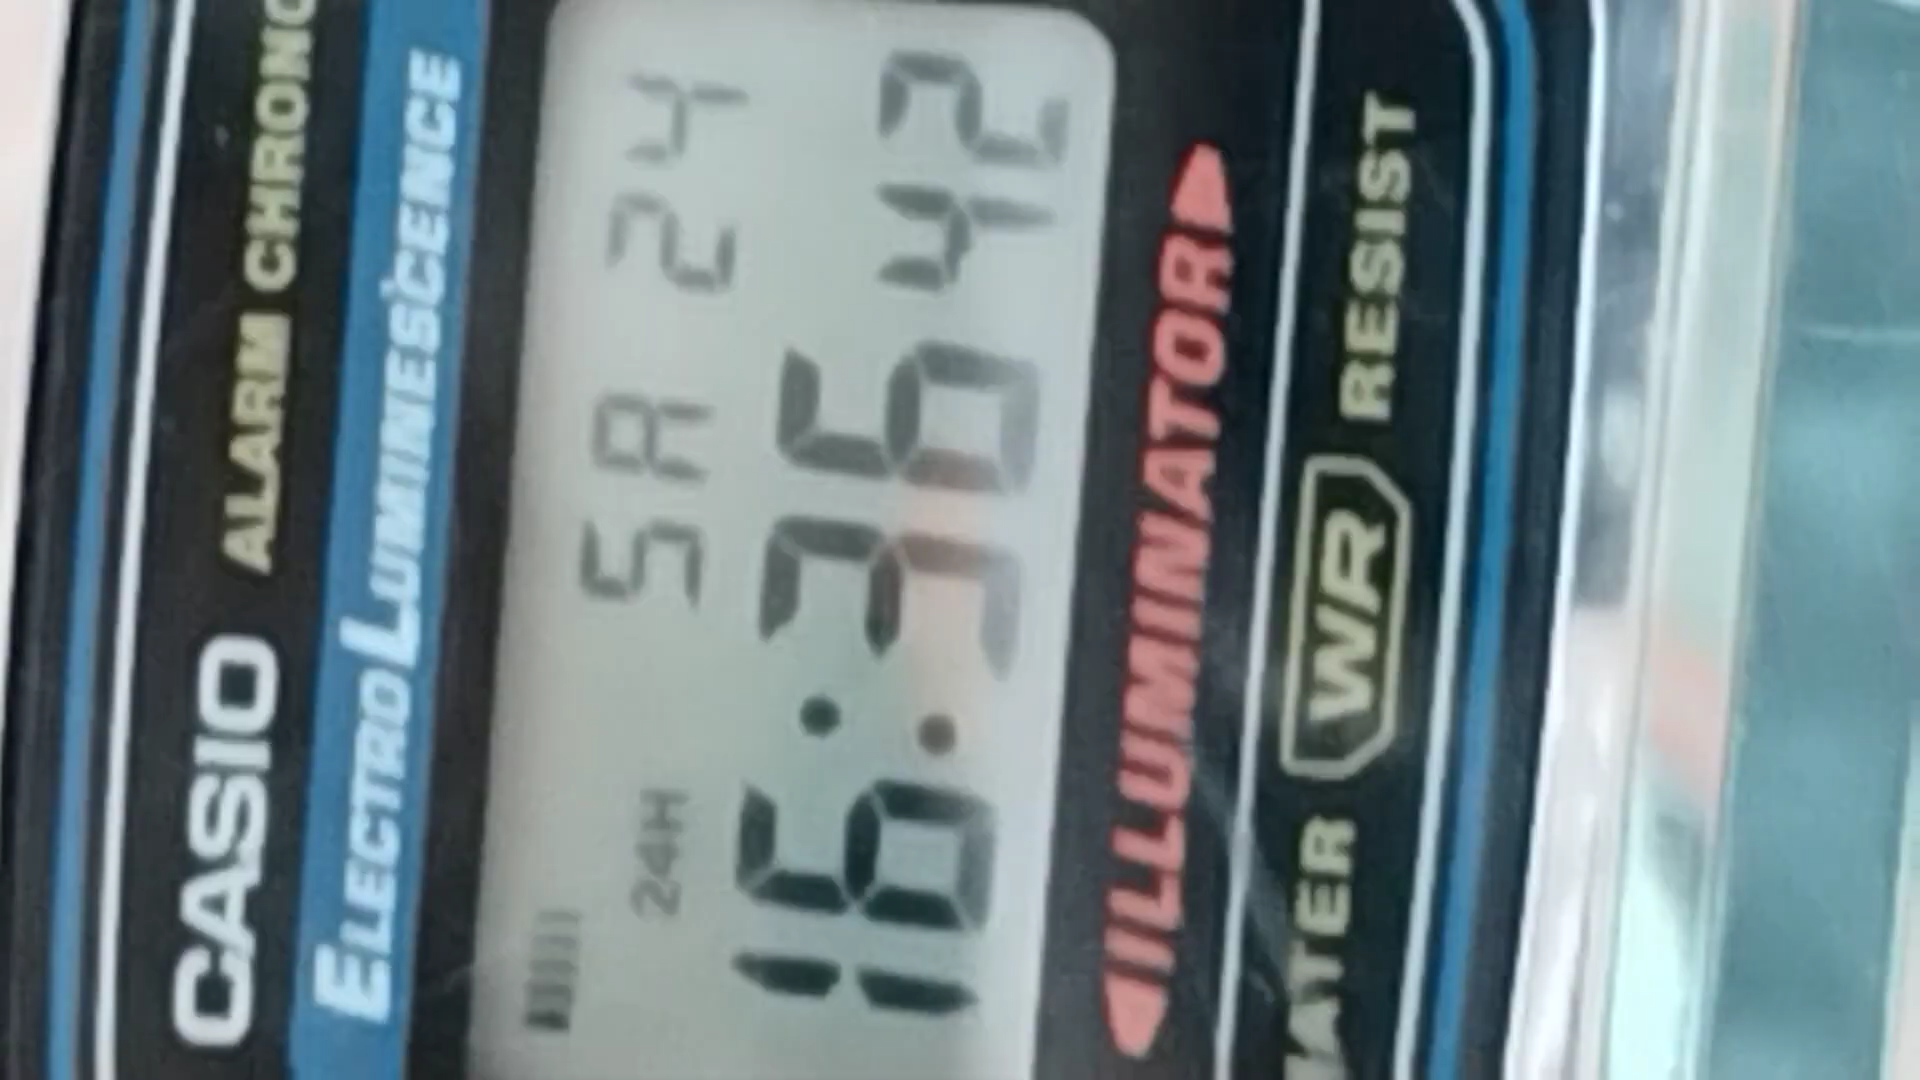 CASIO ALARM CHRONO
ELECTRO LUMINESCENCE
SA 24
24H
16:36 42
ILLUMINATOR
WATER WR RESIST